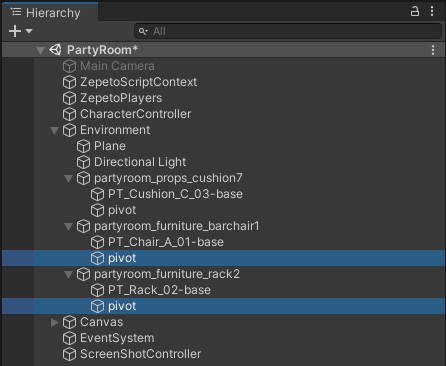 Hierarchy
All
PartyRoom*
Main Camera
ZepetoScriptContext
ZepetoPlayers
CharacterController
Environment
Plane
Directional Light
partyroom_props_cushion7
PT_Cushion_C_03-base
pivot
partyroom_furniture_barchair1
PT_Chair_A_01-base
pivot
partyroom_furniture_rack2
PT_Rack_02-base
pivot
Canvas
EventSystem
ScreenShotController